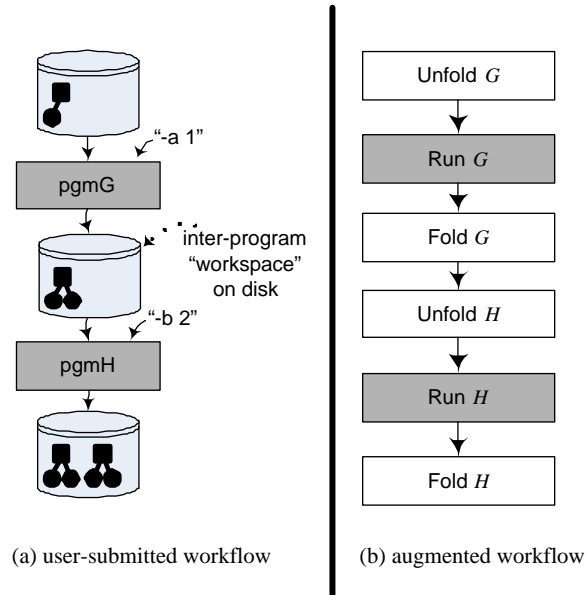 “-a 1”
pgmG
inter-program
“workspace”
on disk
“-b 2”
pgmH
(a) user-submitted workflow
Unfold G
Run G
Fold G
Unfold H
Run H
Fold H
(b) augmented workflow